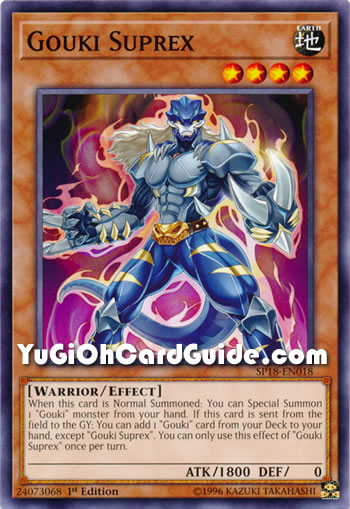 GOUKI SUPREX
EARTH
地
YuGiOhCardGuide.com
SP18-EN018
[WARRIOR/EFFECT]
When this card is Normal Summoned: You can Special Summon
1 "Gouki" monster from your hand. If this card is sent from the
field to the GY: You can add 1 "Gouki" card from your Deck to your
hand, except "Gouki Suprex". You can only use this effect of "Gouki
Suprex" once per turn.
ATK/1800 DEF/ 0
24073068 1st Edition ©1996 KAZUKI TAKAHASHI